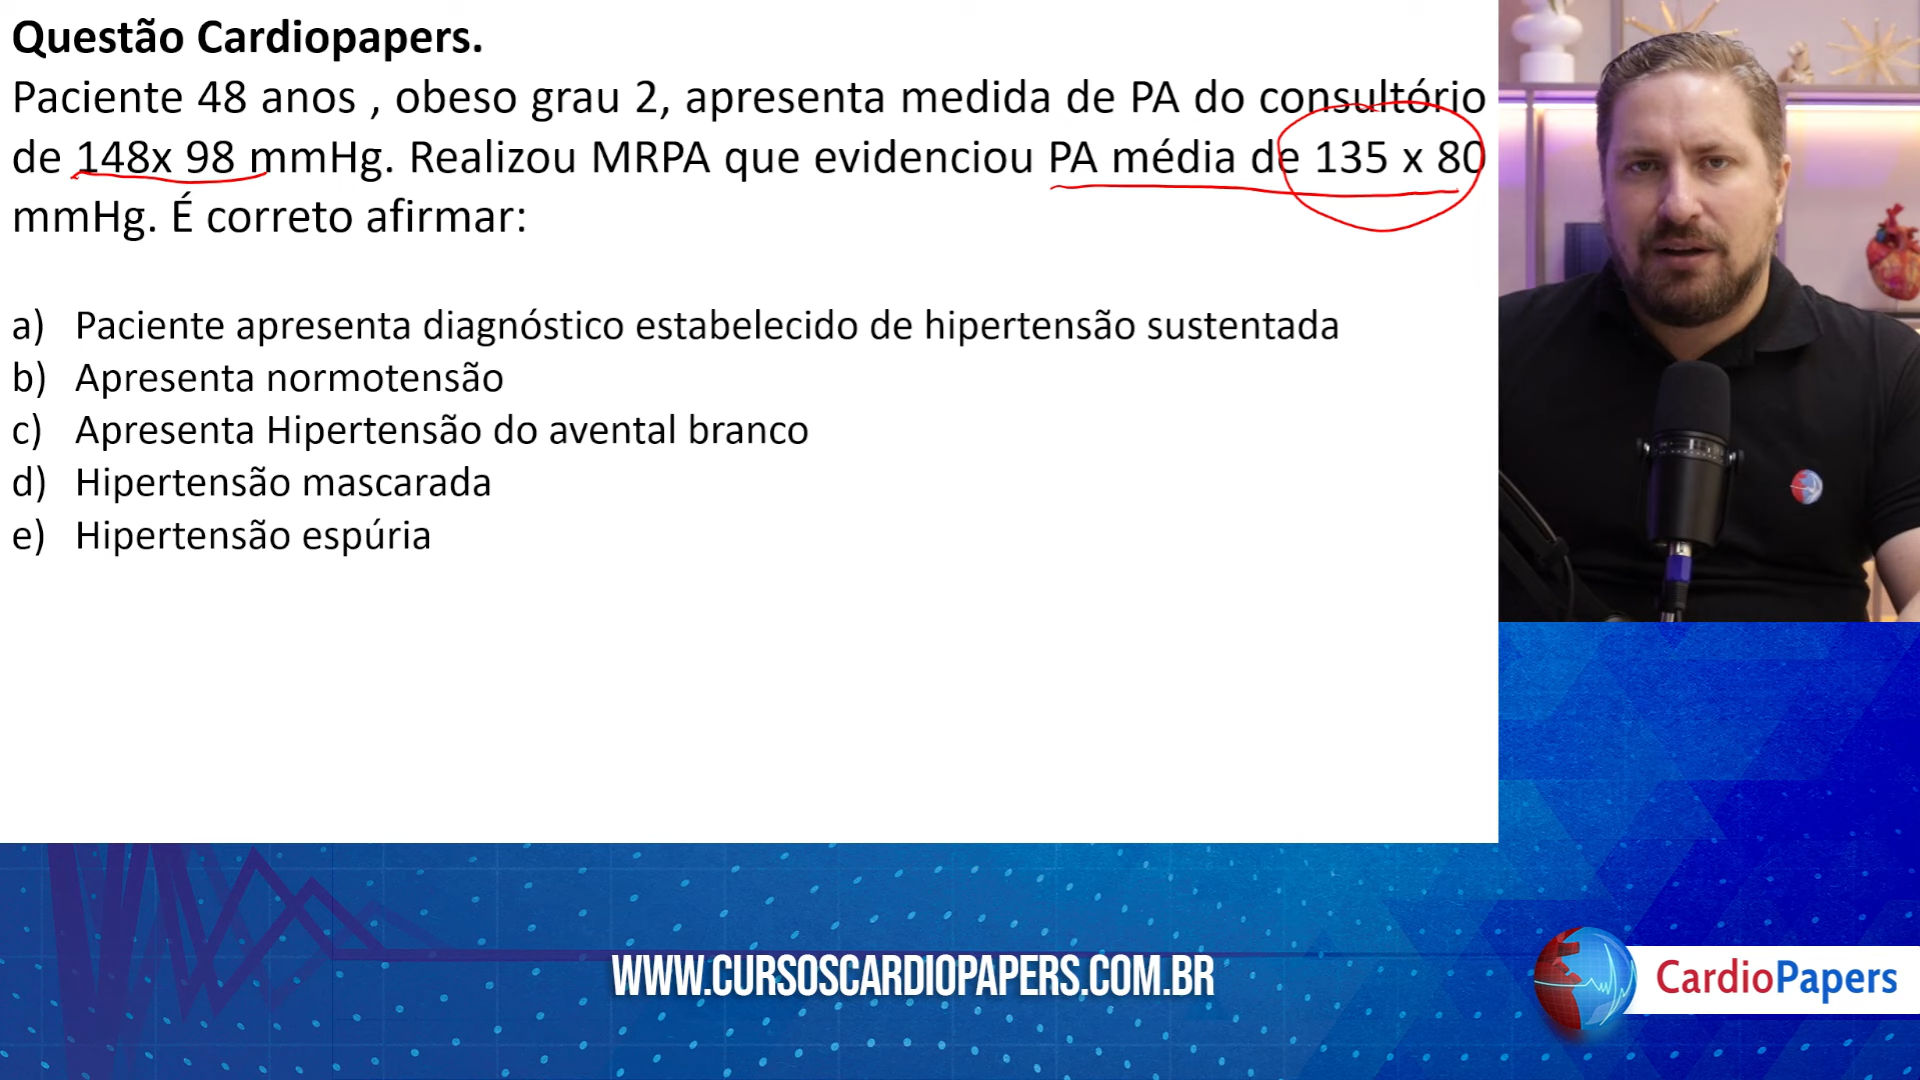 Questão Cardiopapers.
Paciente 48 anos , obeso grau 2, apresenta medida de PA do consultório
de 148x 98 mmHg. Realizou MRPA que evidenciou PA média de 135 x 80
mmHg. É correto afirmar:
a) Paciente apresenta diagnóstico estabelecido de hipertensão sustentada
b) Apresenta normotensão
c) Apresenta Hipertensão do avental branco
d) Hipertensão mascarada
e) Hipertensão espúria
WWW.CURSOSCARDIOPAPERS.COM.BR
CardioPapers